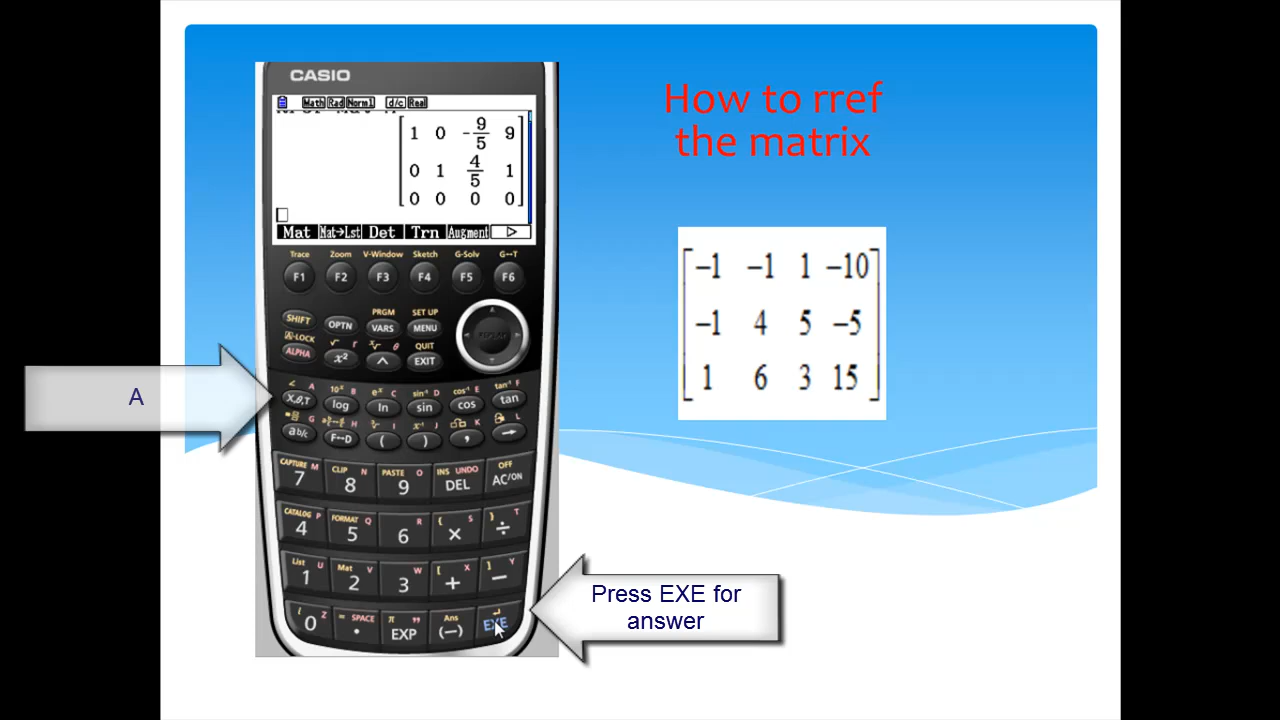 How to rref
the matrix
CASIO
Math Rad Norm1 d/c Real
1 0 -9/5 9
0 1 4/5 1
0 0 0 0
Mat Mat→Lst Det Trn Augment ▷
Trace Zoom V-Window Sketch G-Solv G↔T
F1 F2 F3 F4 F5 F6
PRGM SET UP
SHIFT OPTN VARS MENU
A-LOCK √ r ˣ√ θ QUIT
ALPHA x² ^ EXIT
REPLAY
∠ A 10ˣ B eˣ C sin⁻¹ D cos⁻¹ E tan⁻¹ F
X,θ,T log ln sin cos tan
G H ³√ I x⁻¹ J K L
a b/c F↔D ( ) , →
CAPTURE M CLIP N PASTE O INS UNDO OFF
7 8 9 DEL AC/ON
CATALOG P FORMAT Q R { S } T
4 5 6 × ÷
List U Mat V W [ X ] Y
1 2 3 + −
i Z = SPACE π " Ans ↵
0 • EXP (−) EXE
-1 -1 1 -10
-1 4 5 -5
1 6 3 15
A
Press EXE for
answer